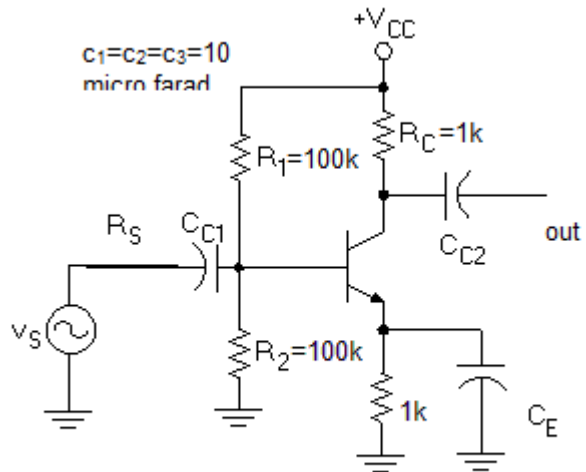 +VCC
c1=c2=c3=10
micro farad
RC=1k
R1=100k
RS
CC1
CC2
out
vS
R2=100k
1k
CE